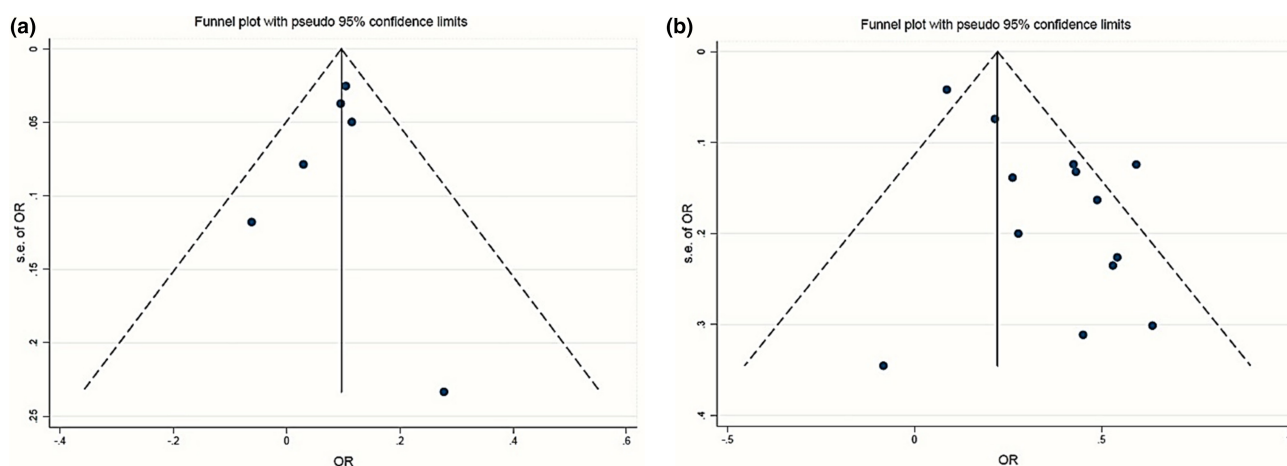 (a)
Funnel plot with pseudo 95% confidence limits
0
.05
.1
.15
.2
.25
s.e. of OR
-.4
-.2
0
.2
.4
.6
OR
(b)
Funnel plot with pseudo 95% confidence limits
0
.1
.2
.3
.4
s.e. of OR
-.5
0
.5
OR